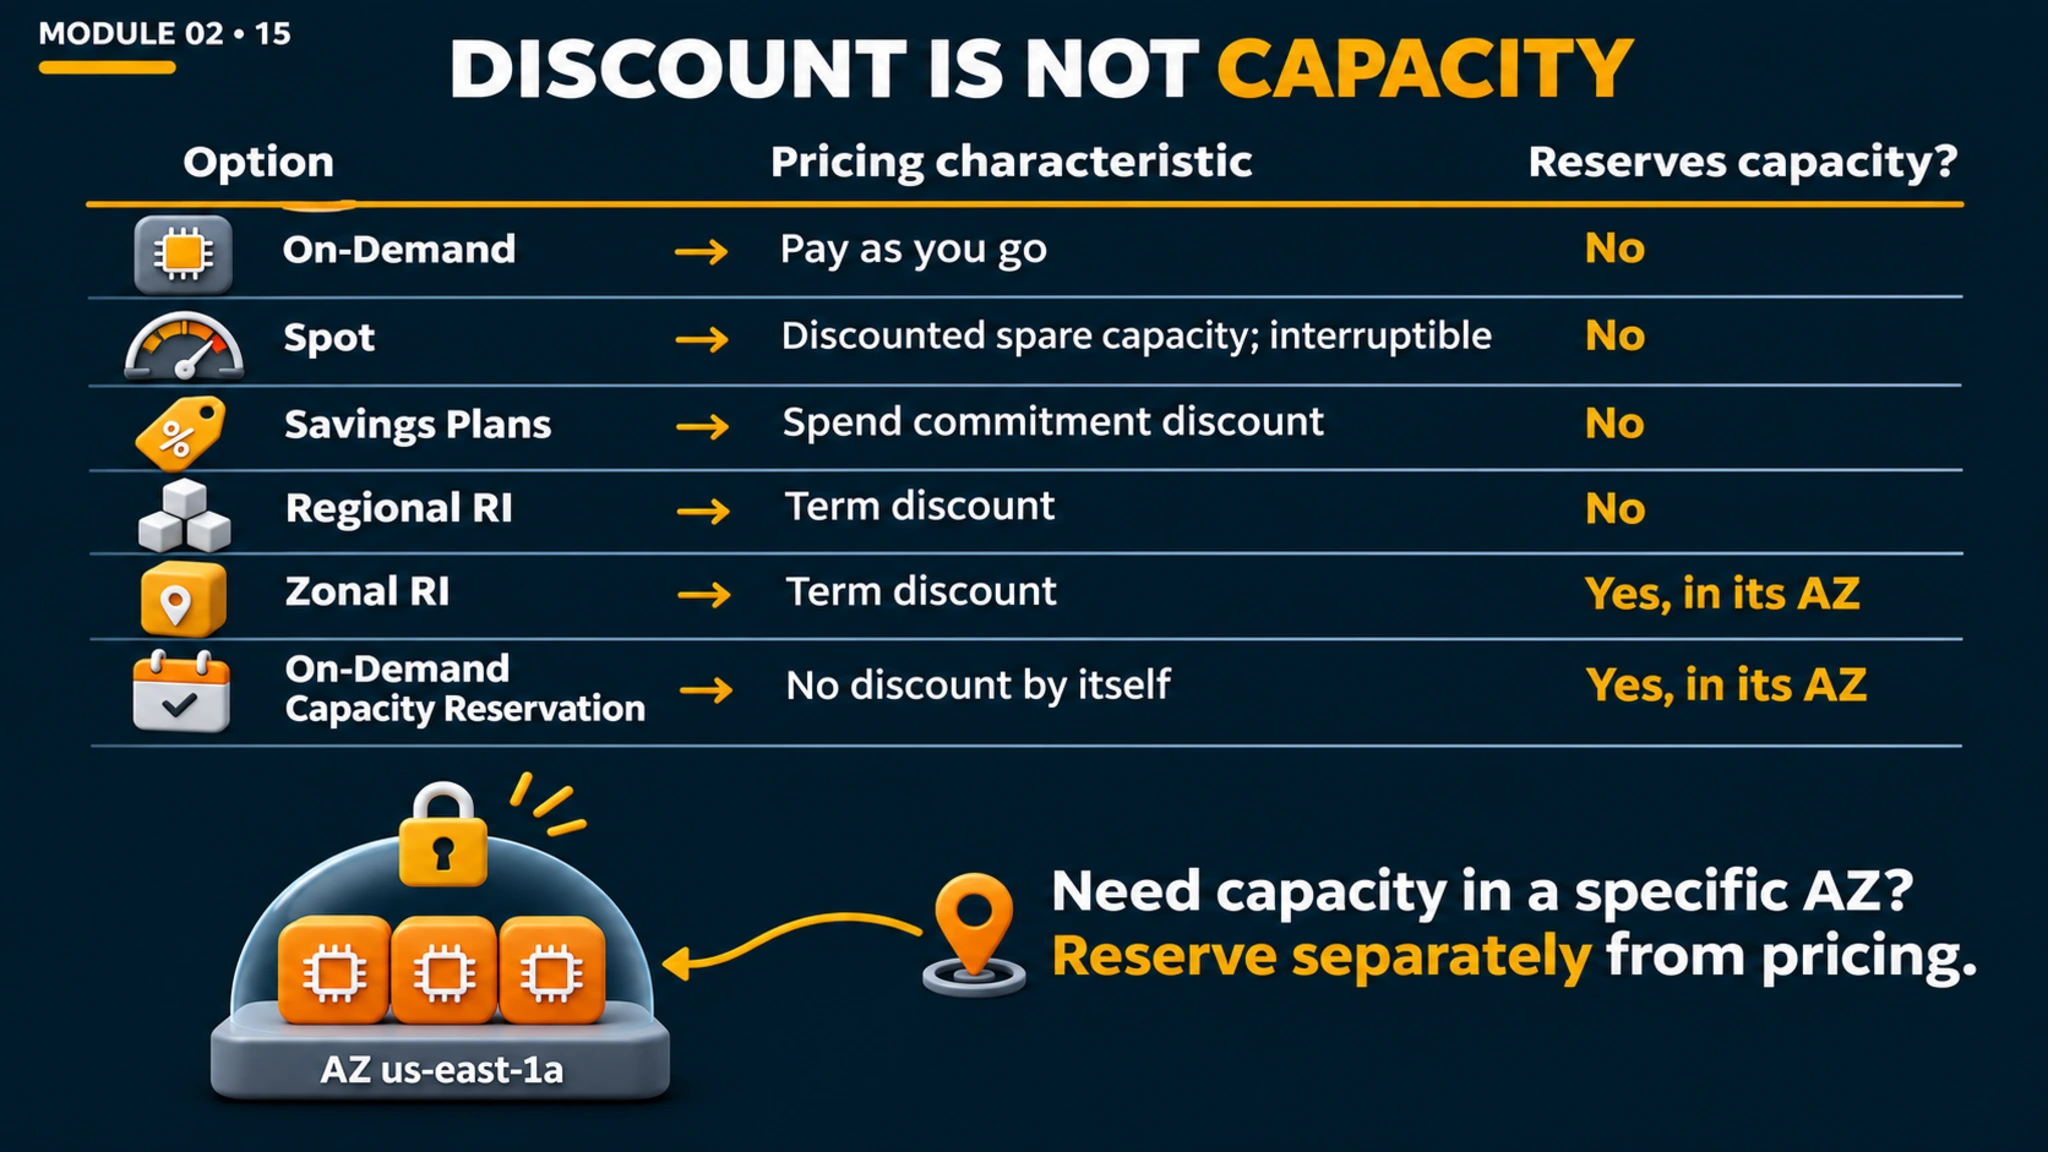 MODULE 02 • 15
DISCOUNT IS NOT CAPACITY
Option Pricing characteristic Reserves capacity?
On-Demand → Pay as you go No
Spot → Discounted spare capacity; interruptible No
% Savings Plans → Spend commitment discount No
Regional RI → Term discount No
Zonal RI → Term discount Yes, in its AZ
On-Demand
Capacity Reservation → No discount by itself Yes, in its AZ
Need capacity in a specific AZ?
Reserve separately from pricing.
AZ us-east-1a